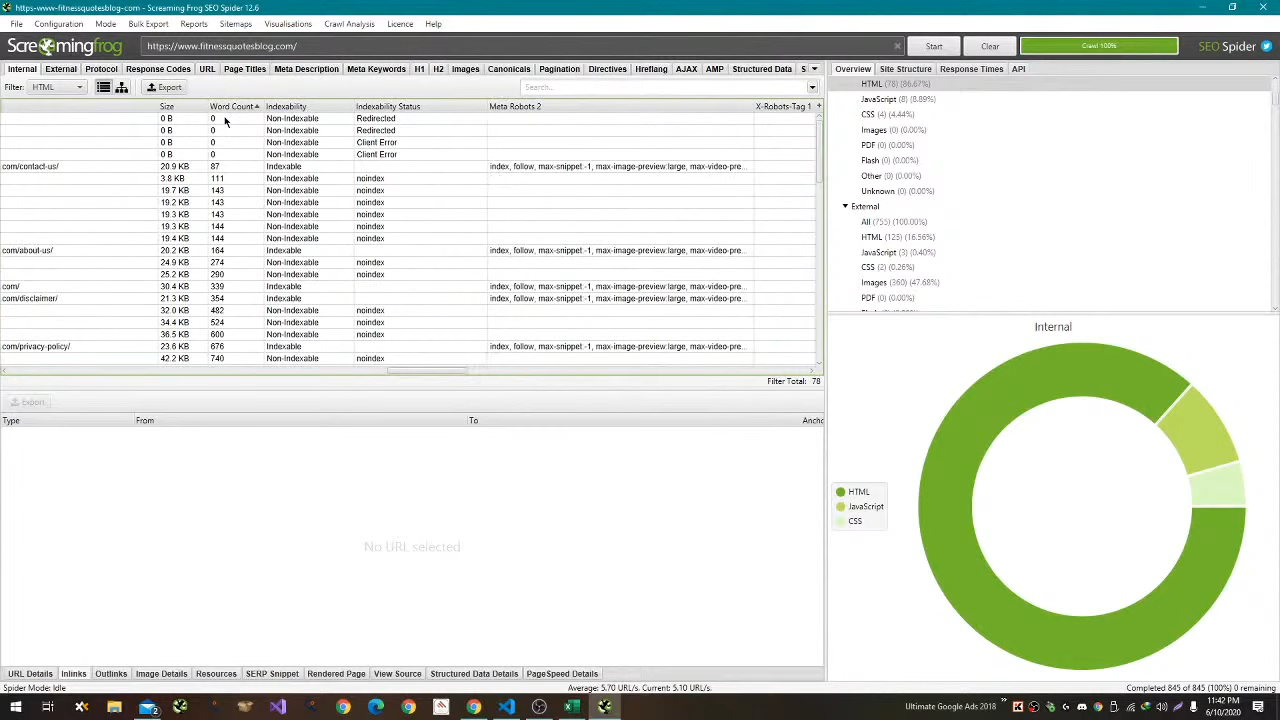 https-www-fitnessquotesblog-com - Screaming Frog SEO Spider 12.6
File Configuration Mode Bulk Export Reports Sitemaps Visualisations Crawl Analysis Licence Help
Screamingfrog https://www.fitnessquotesblog.com/ Start Clear Crawl 100% SEO Spider
Internal External Protocol Response Codes URL Page Titles Meta Description Meta Keywords H1 H2 Images Canonicals Pagination Directives Hreflang AJAX AMP Structured Data S
Filter: HTML Export Search...
Size Word Count Indexability Indexability Status Meta Robots 2 X-Robots-Tag 1
0 B 0 Non-Indexable Redirected
0 B 0 Non-Indexable Redirected
0 B 0 Non-Indexable Client Error
0 B 0 Non-Indexable Client Error
com/contact-us/ 20.9 KB 87 Indexable index, follow, max-snippet:-1, max-image-preview:large, max-video-pre...
3.8 KB 111 Non-Indexable noindex
19.7 KB 143 Non-Indexable noindex
19.2 KB 143 Non-Indexable noindex
19.3 KB 143 Non-Indexable noindex
19.3 KB 144 Non-Indexable noindex
19.4 KB 144 Non-Indexable noindex
com/about-us/ 20.2 KB 164 Indexable index, follow, max-snippet:-1, max-image-preview:large, max-video-pre...
24.9 KB 274 Non-Indexable noindex
25.2 KB 290 Non-Indexable noindex
com/ 30.4 KB 339 Indexable index, follow, max-snippet:-1, max-image-preview:large, max-video-pre...
com/disclaimer/ 21.3 KB 354 Indexable index, follow, max-snippet:-1, max-image-preview:large, max-video-pre...
32.0 KB 482 Non-Indexable noindex
34.4 KB 524 Non-Indexable noindex
36.5 KB 600 Non-Indexable noindex
com/privacy-policy/ 23.6 KB 676 Indexable index, follow, max-snippet:-1, max-image-preview:large, max-video-pre...
42.2 KB 740 Non-Indexable noindex
Filter Total: 78
Export
Type From To Ancho
No URL selected
URL Details Inlinks Outlinks Image Details Resources SERP Snippet Rendered Page View Source Structured Data Details PageSpeed Details
Overview Site Structure Response Times API
HTML (78) (86.67%)
JavaScript (8) (8.89%)
CSS (4) (4.44%)
Images (0) (0.00%)
PDF (0) (0.00%)
Flash (0) (0.00%)
Other (0) (0.00%)
Unknown (0) (0.00%)
External
All (755) (100.00%)
HTML (125) (16.56%)
JavaScript (3) (0.40%)
CSS (2) (0.26%)
Images (360) (47.68%)
PDF (0) (0.00%)
Internal
HTML
JavaScript
CSS
Spider Mode: Idle Average: 5.70 URL/s. Current: 5.10 URL/s. Completed 845 of 845 (100%) 0 remaining
Ultimate Google Ads 2018
11:42 PM
6/10/2020